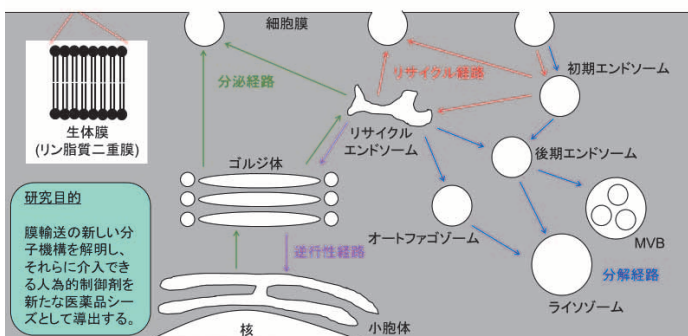 細胞膜
分泌経路
リサイクル経路
初期エンドソーム
生体膜
(リン脂質二重膜)
リサイクル
エンドソーム
後期エンドソーム
ゴルジ体
研究目的
膜輸送の新しい分
子機構を解明し、
それらに介入でき
る人為的制御剤を
新たな医薬品シー
ズとして導出する。
オートファゴゾーム
MVB
逆行性経路
分解経路
ライソゾーム
核
小胞体